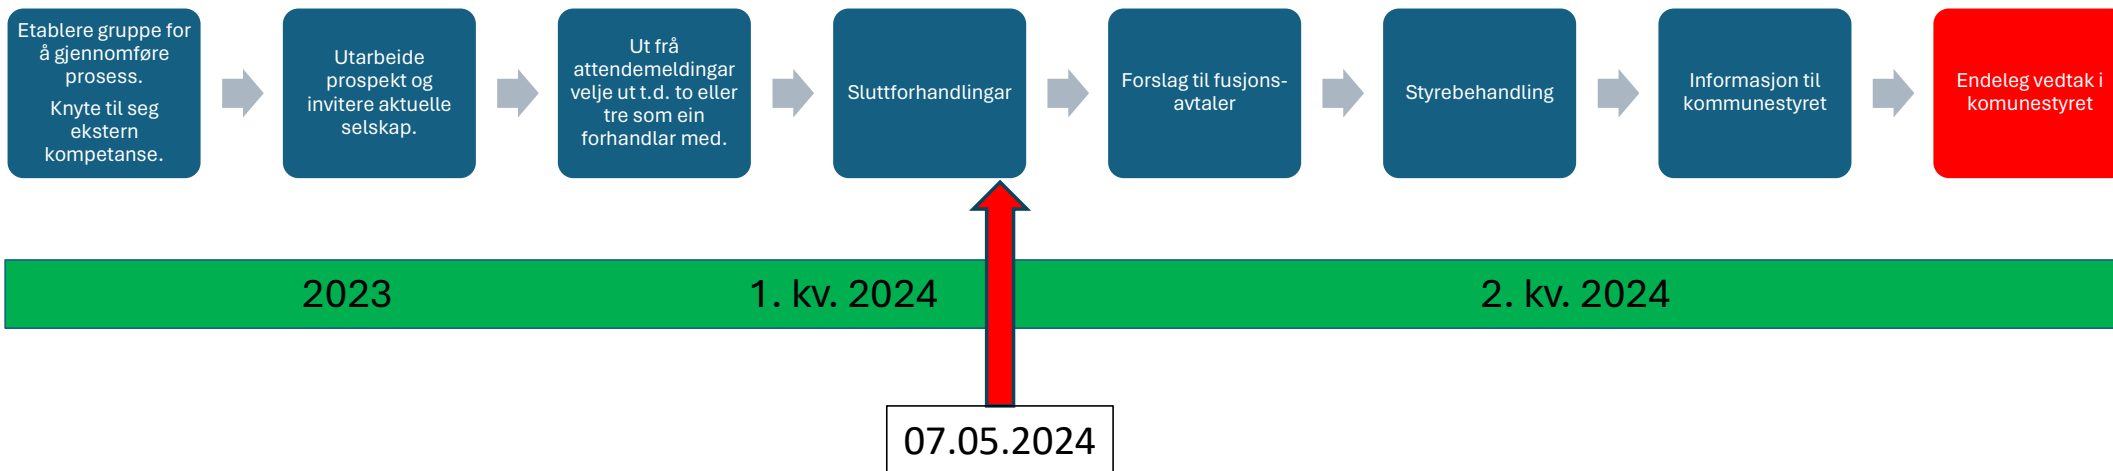 Etablere gruppe for
å gjennomføre
prosess.
Knyte til seg
ekstern
kompetanse.
Utarbeide
prospekt og
invitere aktuelle
selskap.
Ut frå
attendemeldingar
velje ut t.d. to eller
tre som ein
forhandlar med.
Sluttforhandlingar
Forslag til fusjons-
avtaler
Styrebehandling
Informasjon til
kommunestyret
Endeleg vedtak i
komunestyret
2023
1. kv. 2024
2. kv. 2024
07.05.2024